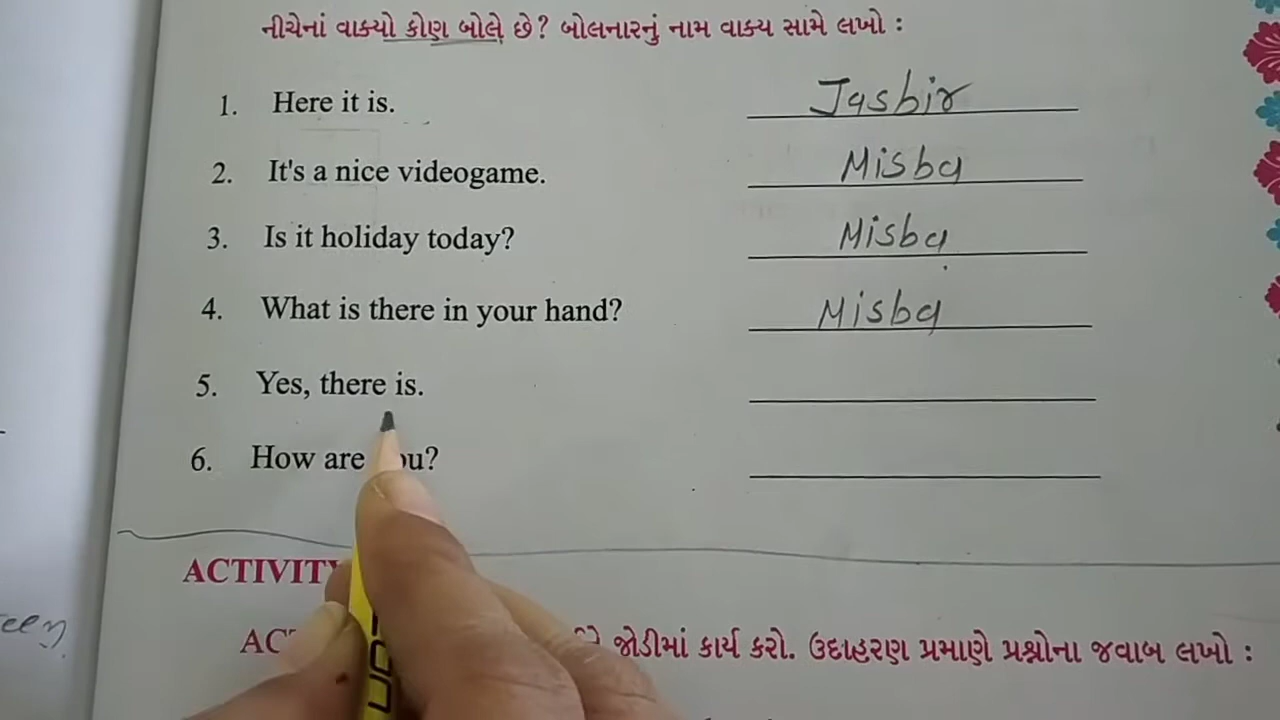 નીચેનાં વાક્યો કોણ બોલે છે? બોલનારનું નામ વાક્ય સામે લખો :
1. Here it is. Jasbir
2. It's a nice videogame. Misba
3. Is it holiday today? Misba
4. What is there in your hand? Misba
5. Yes, there is.
6. How are you?
ACTIVITY
જોડીમાં કાર્ય કરો. ઉદાહરણ પ્રમાણે પ્રશ્નોના જવાબ લખો :